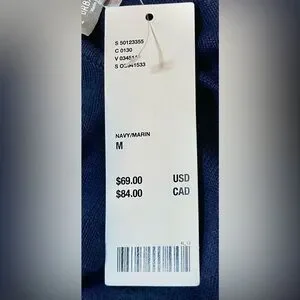 S 50123355
C 0130
NAVY/MARIN
M
$69.00 USD
$84.00 CAD